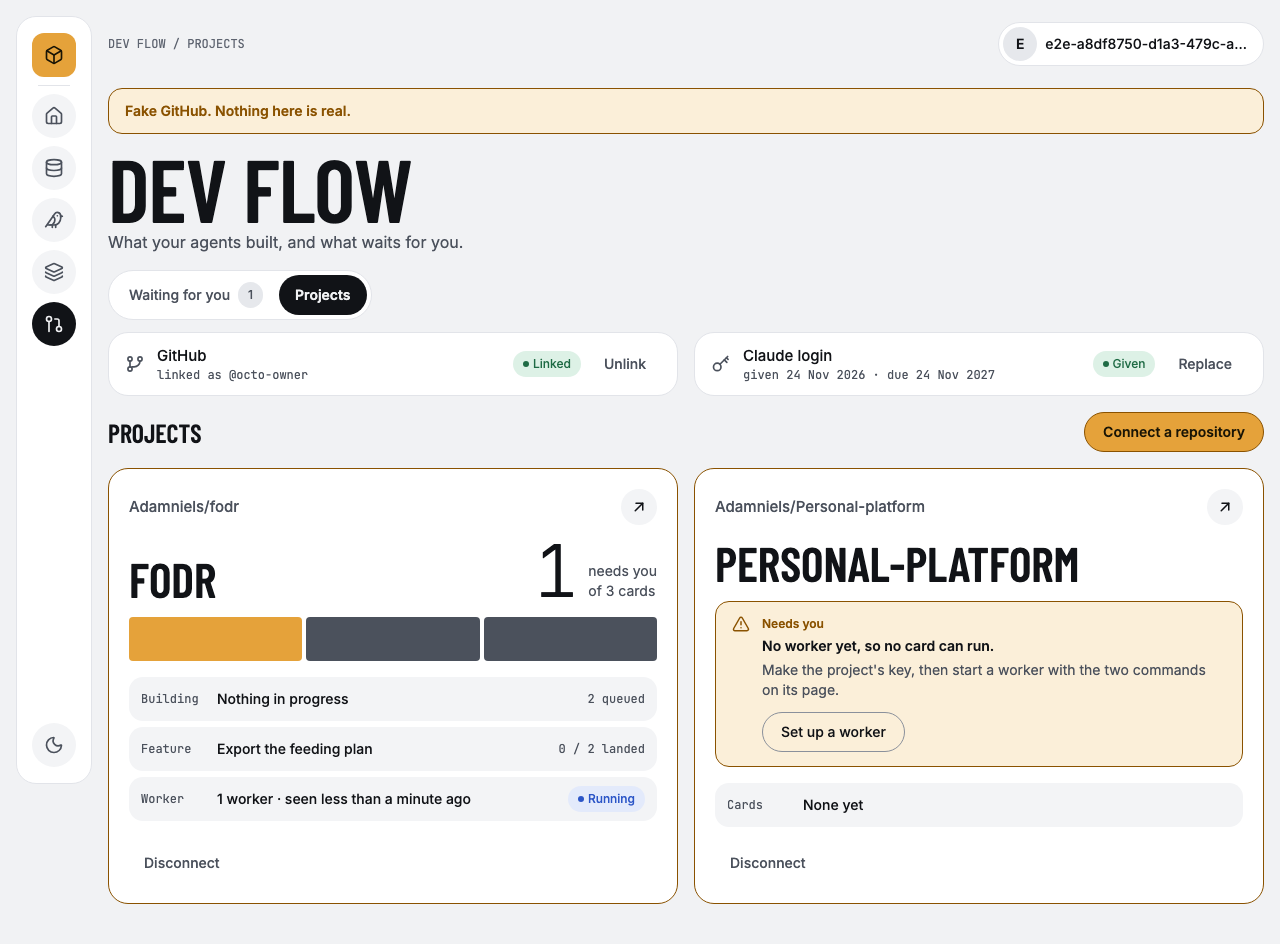 DEV FLOW / PROJECTS
E
e2e-a8df8750-d1a3-479c-a...
Fake GitHub. Nothing here is real.
DEV FLOW
What your agents built, and what waits for you.
Waiting for you 1
Projects
GitHub
linked as @octo-owner
Linked
Unlink
Claude login
given 24 Nov 2026 · due 24 Nov 2027
Given
Replace
PROJECTS
Connect a repository
Adamniels/fodr
FODR
1 needs you
of 3 cards
Building Nothing in progress 2 queued
Feature Export the feeding plan 0 / 2 landed
Worker 1 worker · seen less than a minute ago Running
Disconnect
Adamniels/Personal-platform
PERSONAL-PLATFORM
Needs you
No worker yet, so no card can run.
Make the project's key, then start a worker with the two commands
on its page.
Set up a worker
Cards None yet
Disconnect